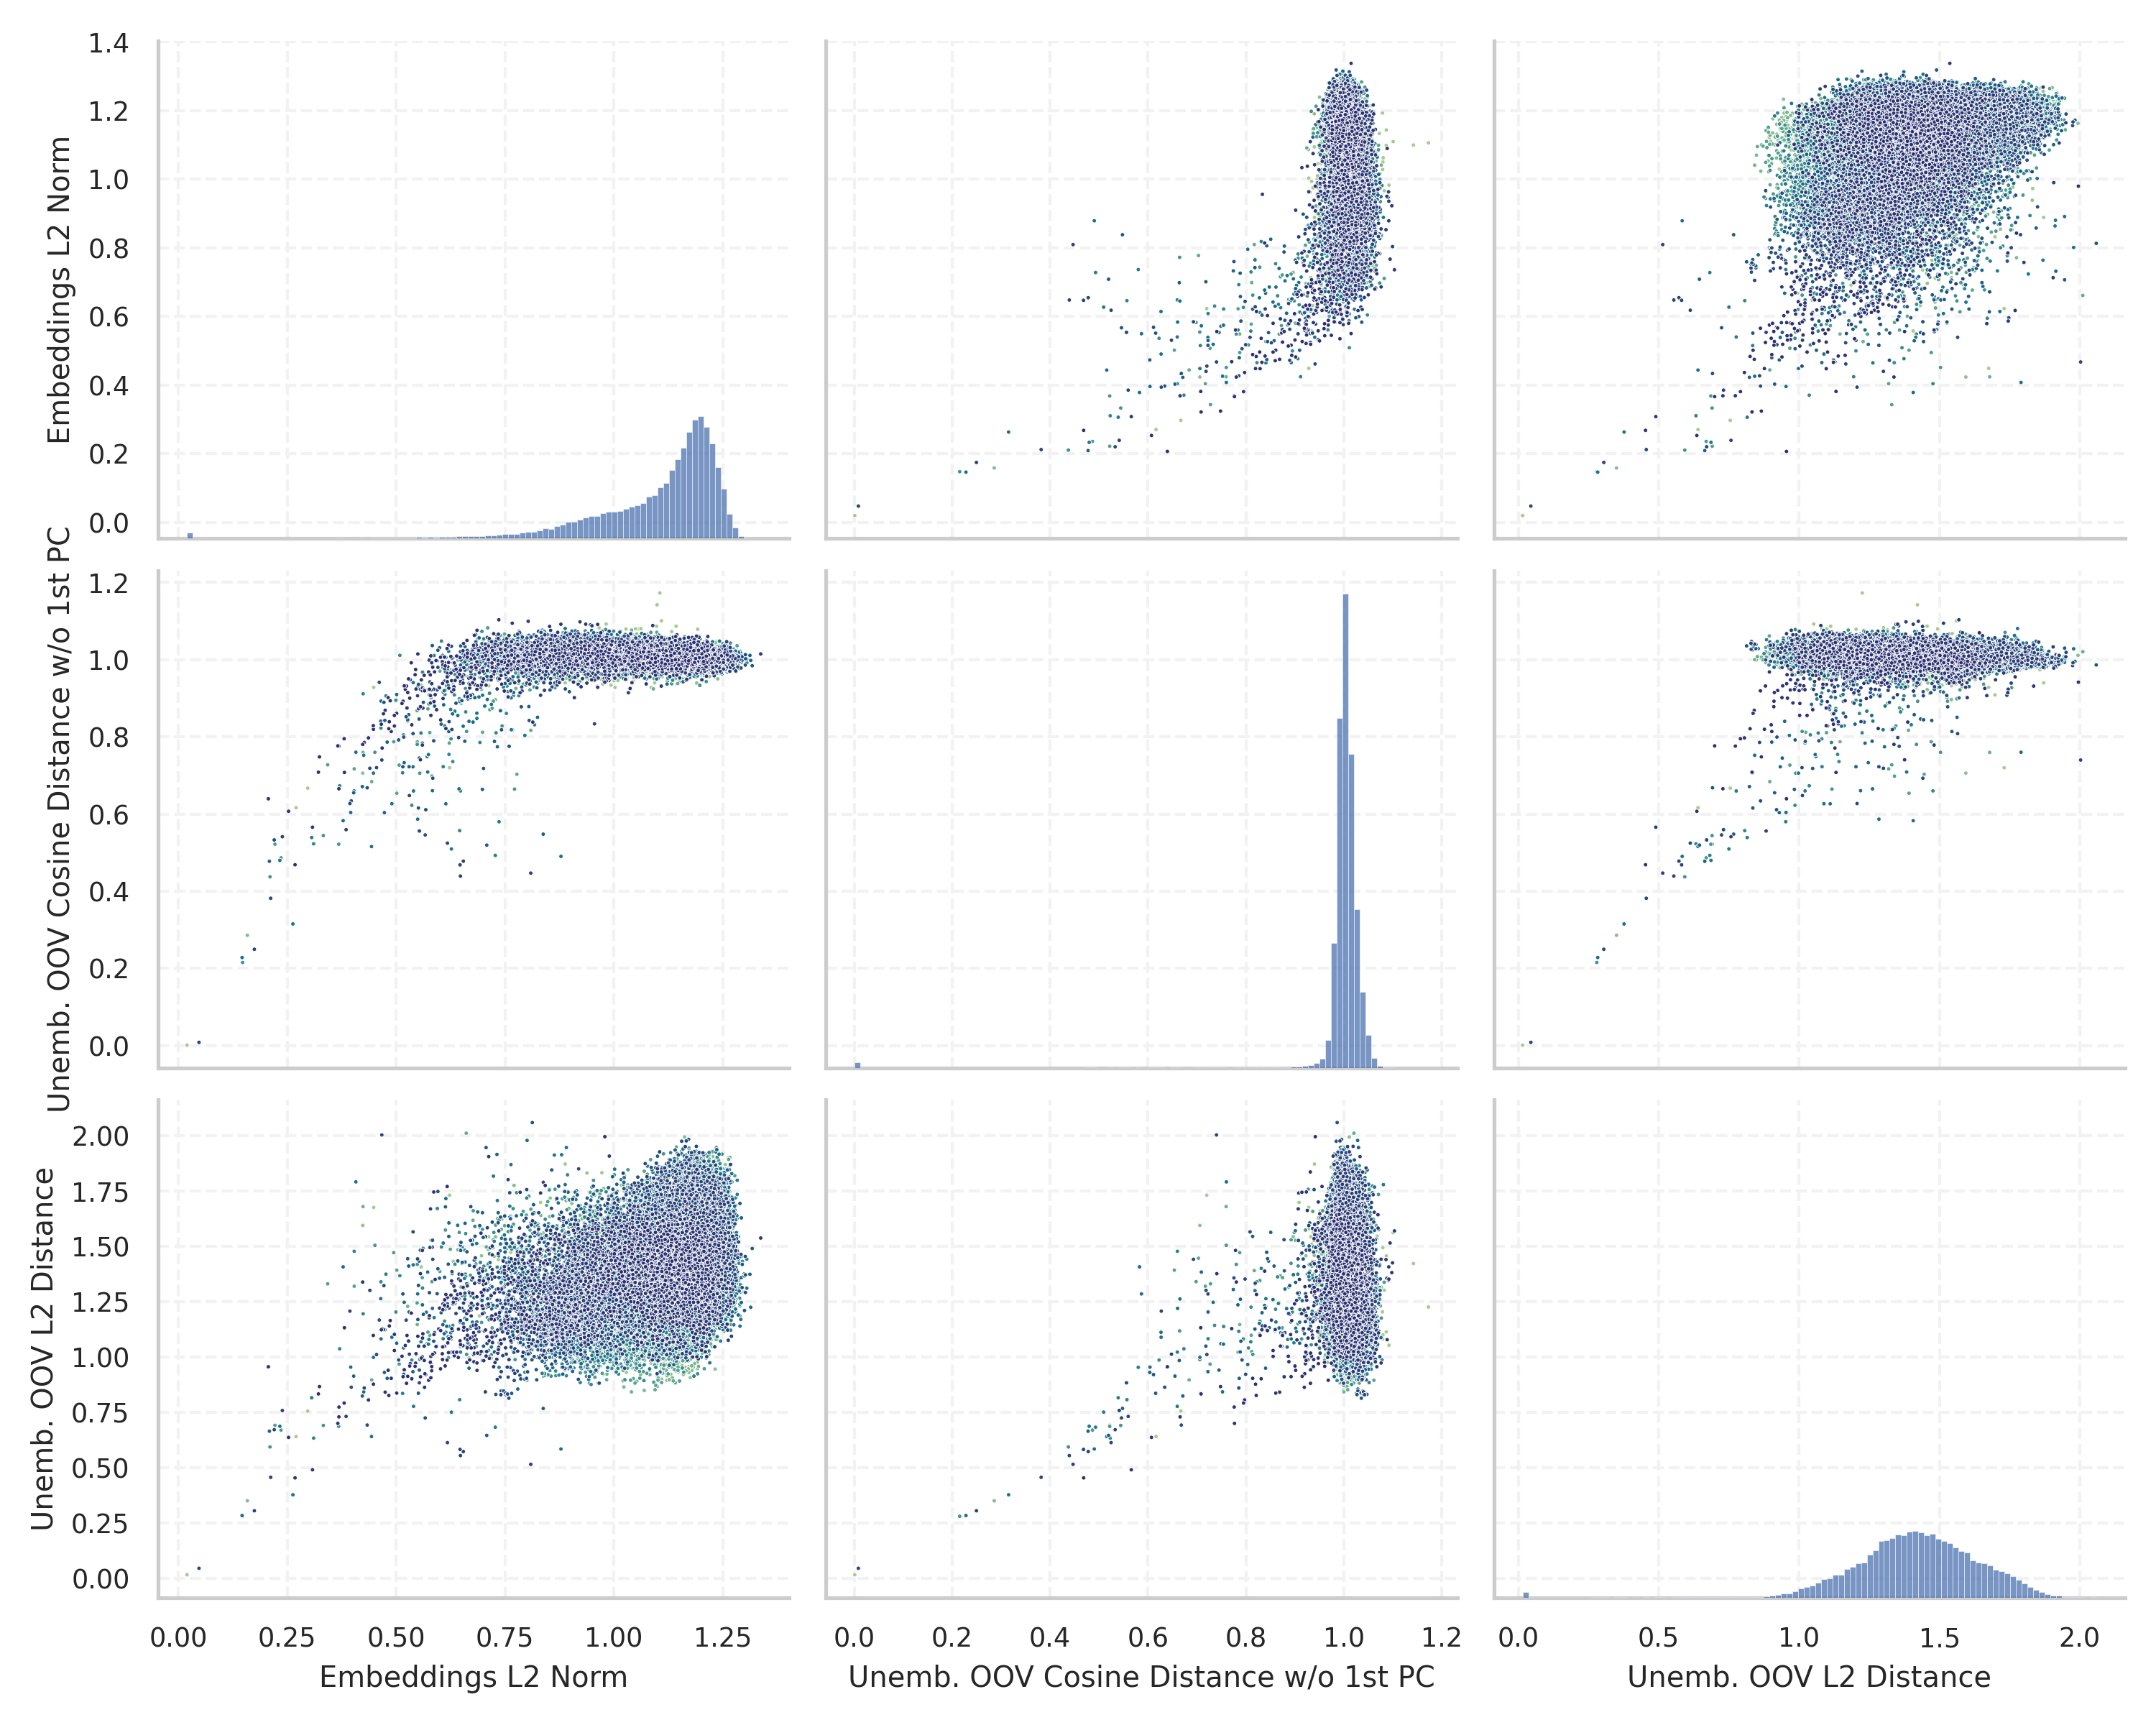 1.4
1.2
1.0
0.8
0.6
0.4
0.2
0.0
Embeddings L2 Norm
1.2
1.0
0.8
0.6
0.4
0.2
0.0
Unemb. OOV Cosine Distance w/o 1st PC
2.00
1.75
1.50
1.25
1.00
0.75
0.50
0.25
0.00
Unemb. OOV L2 Distance
0.00 0.25 0.50 0.75 1.00 1.25
0.0 0.2 0.4 0.6 0.8 1.0 1.2
0.0 0.5 1.0 1.5 2.0
Embeddings L2 Norm
Unemb. OOV Cosine Distance w/o 1st PC
Unemb. OOV L2 Distance